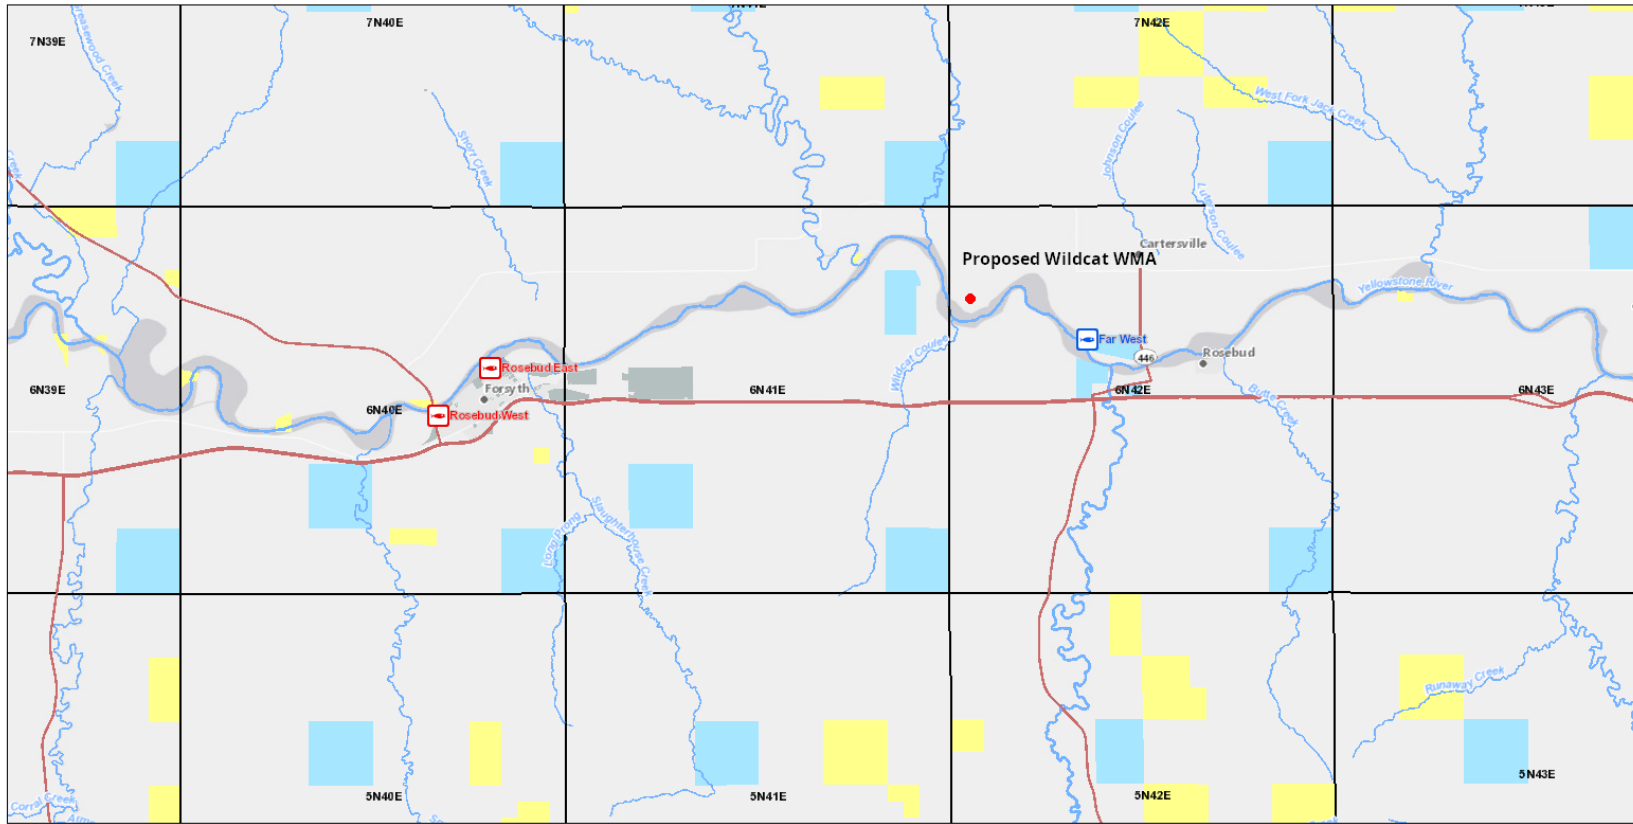 7N39E
7N40E
7N42E
Greasewood Creek
Creek
Short Creek
West Fork Jack Creek
Johnson Coulee
Luterson Coulee
Cartersville
Proposed Wildcat WMA
Yellowstone River
Far West
446
Rosebud
Wildcat Coulee
Rosebud East
Forsyth
Rosebud West
6N39E
6N40E
6N41E
6N42E
6N43E
Butte Creek
Long Prong
Slaughterhouse Creek
Runaway Creek
5N40E
5N41E
5N42E
5N43E
Corral Creek